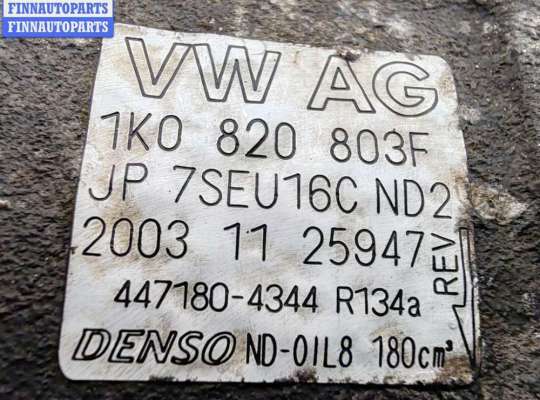 FINNAUTOPARTS
FINNAUTOPARTS
VW AG
1K0 820 803F
JP 7SEU16C ND2
2003 11 25947
REV
447180-4344 R134a
DENSO ND-OIL8 180cm³